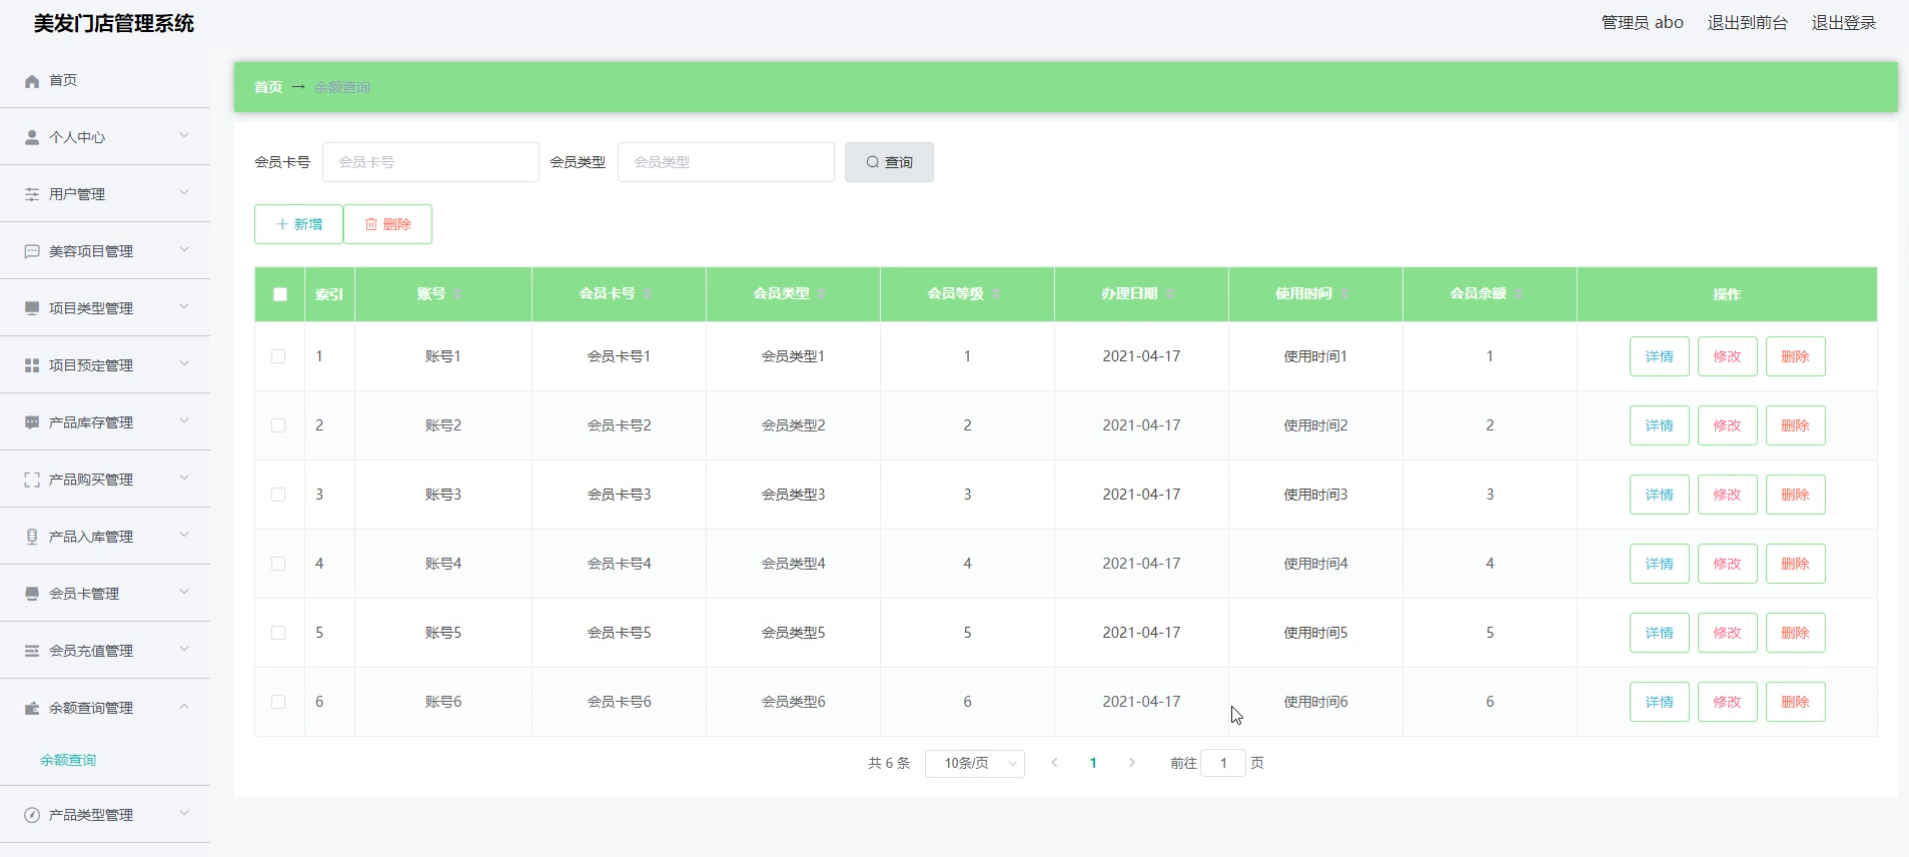 美发门店管理系统
管理员 abo 退出到前台 退出登录
首页
个人中心
用户管理
美容项目管理
项目类型管理
项目预定管理
产品库存管理
产品购买管理
产品入库管理
会员卡管理
会员充值管理
余额查询管理
余额查询
产品类型管理
首页 → 余额查询
会员卡号 会员卡号 会员类型 会员类型 查询
新增 删除
索引 账号 会员卡号 会员类型 会员等级 办理日期 使用时间 会员余额 操作
1 账号1 会员卡号1 会员类型1 1 2021-04-17 使用时间1 1 详情 修改 删除
2 账号2 会员卡号2 会员类型2 2 2021-04-17 使用时间2 2 详情 修改 删除
3 账号3 会员卡号3 会员类型3 3 2021-04-17 使用时间3 3 详情 修改 删除
4 账号4 会员卡号4 会员类型4 4 2021-04-17 使用时间4 4 详情 修改 删除
5 账号5 会员卡号5 会员类型5 5 2021-04-17 使用时间5 5 详情 修改 删除
6 账号6 会员卡号6 会员类型6 6 2021-04-17 使用时间6 6 详情 修改 删除
共 6 条 10条/页 1 前往 1 页